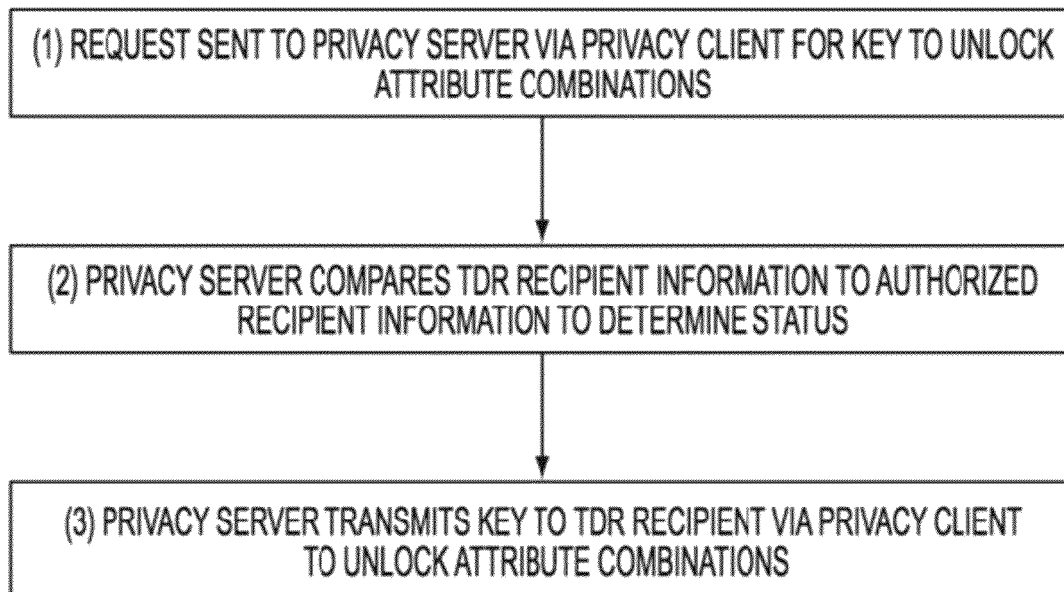 (1) REQUEST SENT TO PRIVACY SERVER VIA PRIVACY CLIENT FOR KEY TO UNLOCK
ATTRIBUTE COMBINATIONS
(2) PRIVACY SERVER COMPARES TDR RECIPIENT INFORMATION TO AUTHORIZED
RECIPIENT INFORMATION TO DETERMINE STATUS
(3) PRIVACY SERVER TRANSMITS KEY TO TDR RECIPIENT VIA PRIVACY CLIENT
TO UNLOCK ATTRIBUTE COMBINATIONS